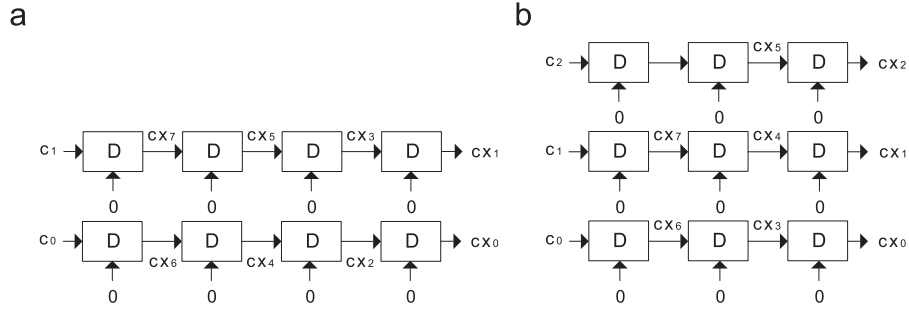 a
c1 D cx7 D cx5 D cx3 D cx1
0 0 0 0
c0 D cx6 D cx4 D cx2 D cx0
0 0 0 0
b
c2 D D cx5 D cx2
0 0 0
c1 D cx7 D cx4 D cx1
0 0 0
c0 D cx6 D cx3 D cx0
0 0 0